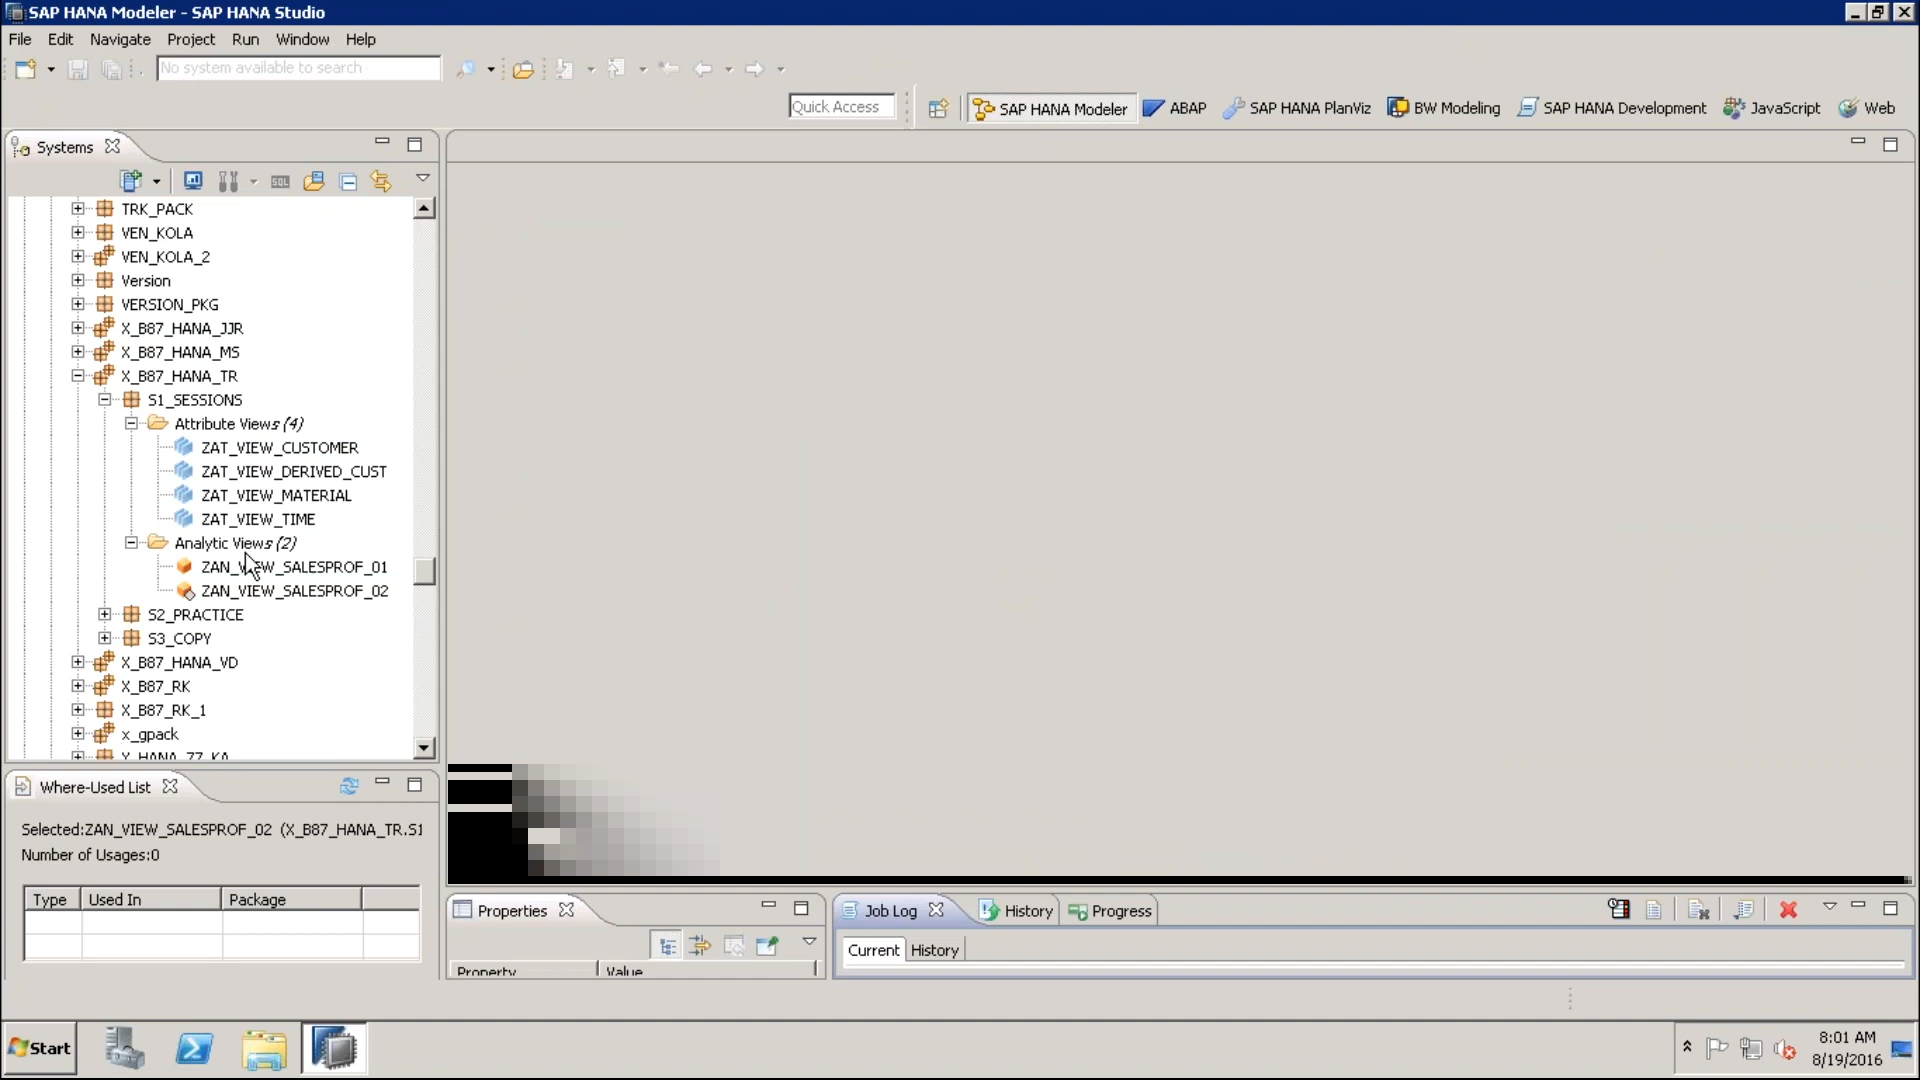 SAP HANA Modeler - SAP HANA Studio
File Edit Navigate Project Run Window Help
No system available to search
Quick Access SAP HANA Modeler ABAP SAP HANA PlanViz BW Modeling SAP HANA Development JavaScript Web
Systems
SQL
TRK_PACK
VEN_KOLA
VEN_KOLA_2
Version
VERSION_PKG
X_B87_HANA_JJR
X_B87_HANA_MS
X_B87_HANA_TR
S1_SESSIONS
Attribute Views (4)
ZAT_VIEW_CUSTOMER
ZAT_VIEW_DERIVED_CUST
ZAT_VIEW_MATERIAL
ZAT_VIEW_TIME
Analytic Views (2)
ZAN_VIEW_SALESPROF_01
ZAN_VIEW_SALESPROF_02
S2_PRACTICE
S3_COPY
X_B87_HANA_VD
X_B87_RK
X_B87_RK_1
x_gpack
Where-Used List
Selected:ZAN_VIEW_SALESPROF_02 (X_B87_HANA_TR.S1
Number of Usages:0
Type Used In Package
Properties
Property Value
Job Log History Progress
Current History
Start
8:01 AM
8/19/2016